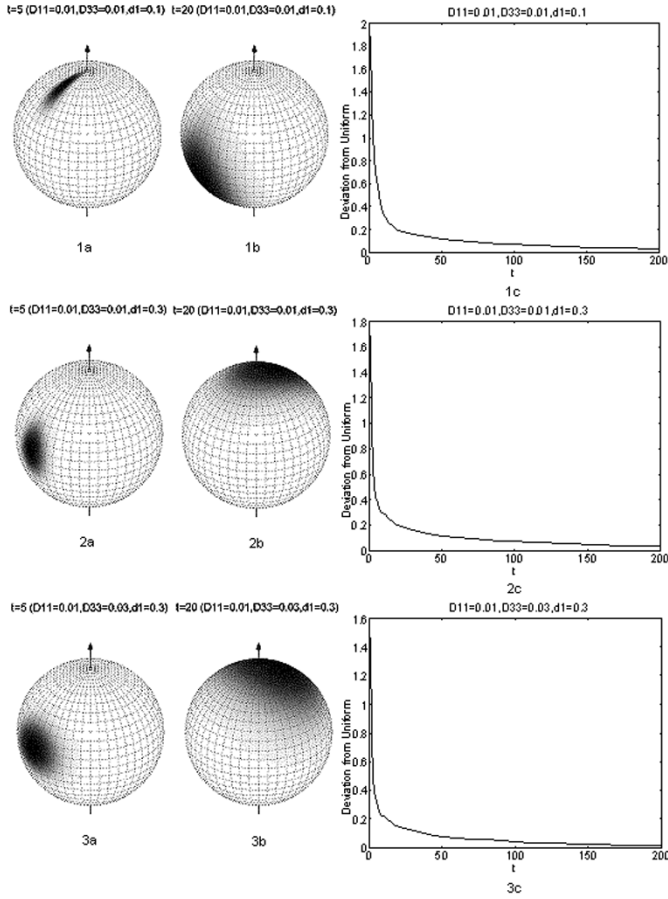 t=5 (D11=0.01,D33=0.01,d1=0.1)
t=20 (D11=0.01,D33=0.01,d1=0.1)
D11=0.01,D33=0.01,d1=0.1
Deviation from Uniform
2
1.8
1.6
1.4
1.2
1
0.8
0.6
0.4
0.2
0
0
50
100
150
200
t
1a
1b
1c
t=5 (D11=0.01,D33=0.01,d1=0.3)
t=20 (D11=0.01,D33=0.01,d1=0.3)
D11=0.01,D33=0.01,d1=0.3
Deviation from Uniform
1.8
1.6
1.4
1.2
1
0.8
0.6
0.4
0.2
0
0
50
100
150
200
t
2a
2b
2c
t=5 (D11=0.01,D33=0.03,d1=0.3)
t=20 (D11=0.01,D33=0.03,d1=0.3)
D11=0.01,D33=0.03,d1=0.3
Deviation from Uniform
1.6
1.4
1.2
1
0.8
0.6
0.4
0.2
0
0
50
100
150
200
t
3a
3b
3c